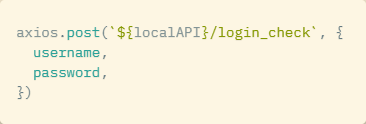 axios.post(`${localAPI}/login_check`, {
  username,
  password,
})